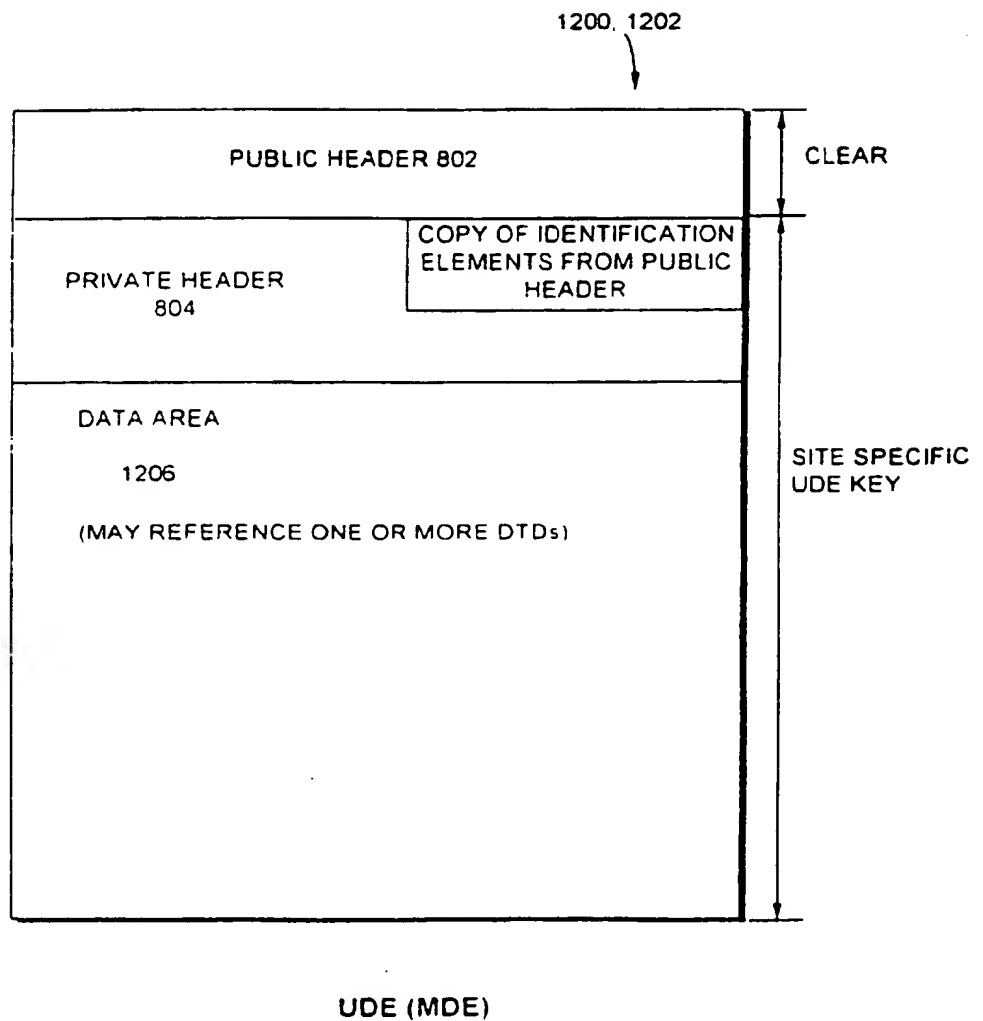 1200, 1202
PUBLIC HEADER 802
CLEAR
COPY OF IDENTIFICATION
ELEMENTS FROM PUBLIC
HEADER
PRIVATE HEADER
804
DATA AREA
1206
(MAY REFERENCE ONE OR MORE DTDs)
SITE SPECIFIC
UDE KEY
UDE (MDE)